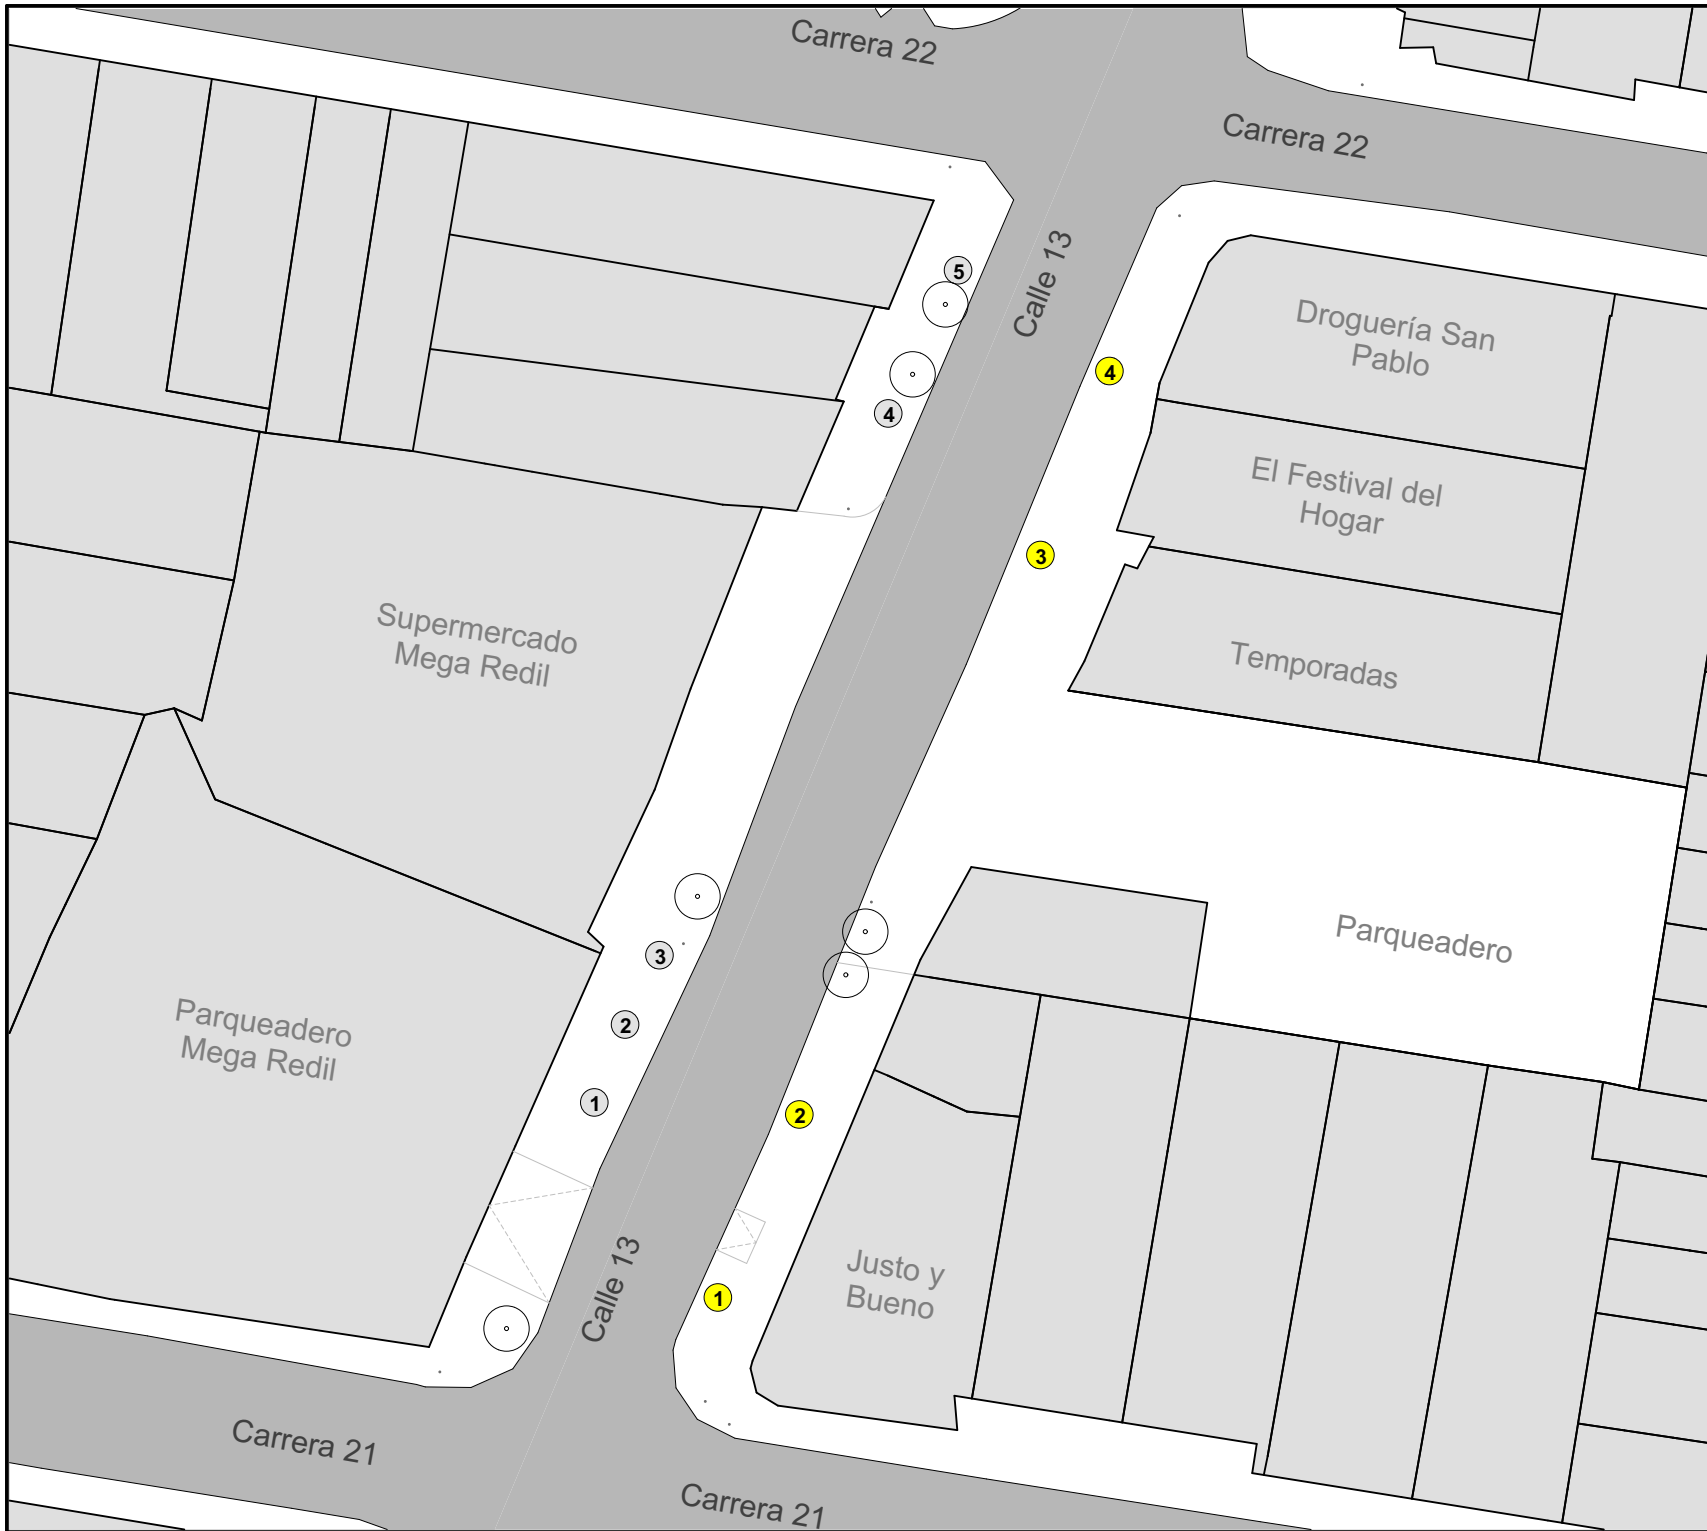 Carrera 22
Carrera 22
Calle 13
5
4
4
3
Droguería San
Pablo
El Festival del
Hogar
Temporadas
Supermercado
Mega Redil
Parqueadero
3
2
1
2
1
Parqueadero
Mega Redil
Justo y
Bueno
Calle 13
Carrera 21
Carrera 21